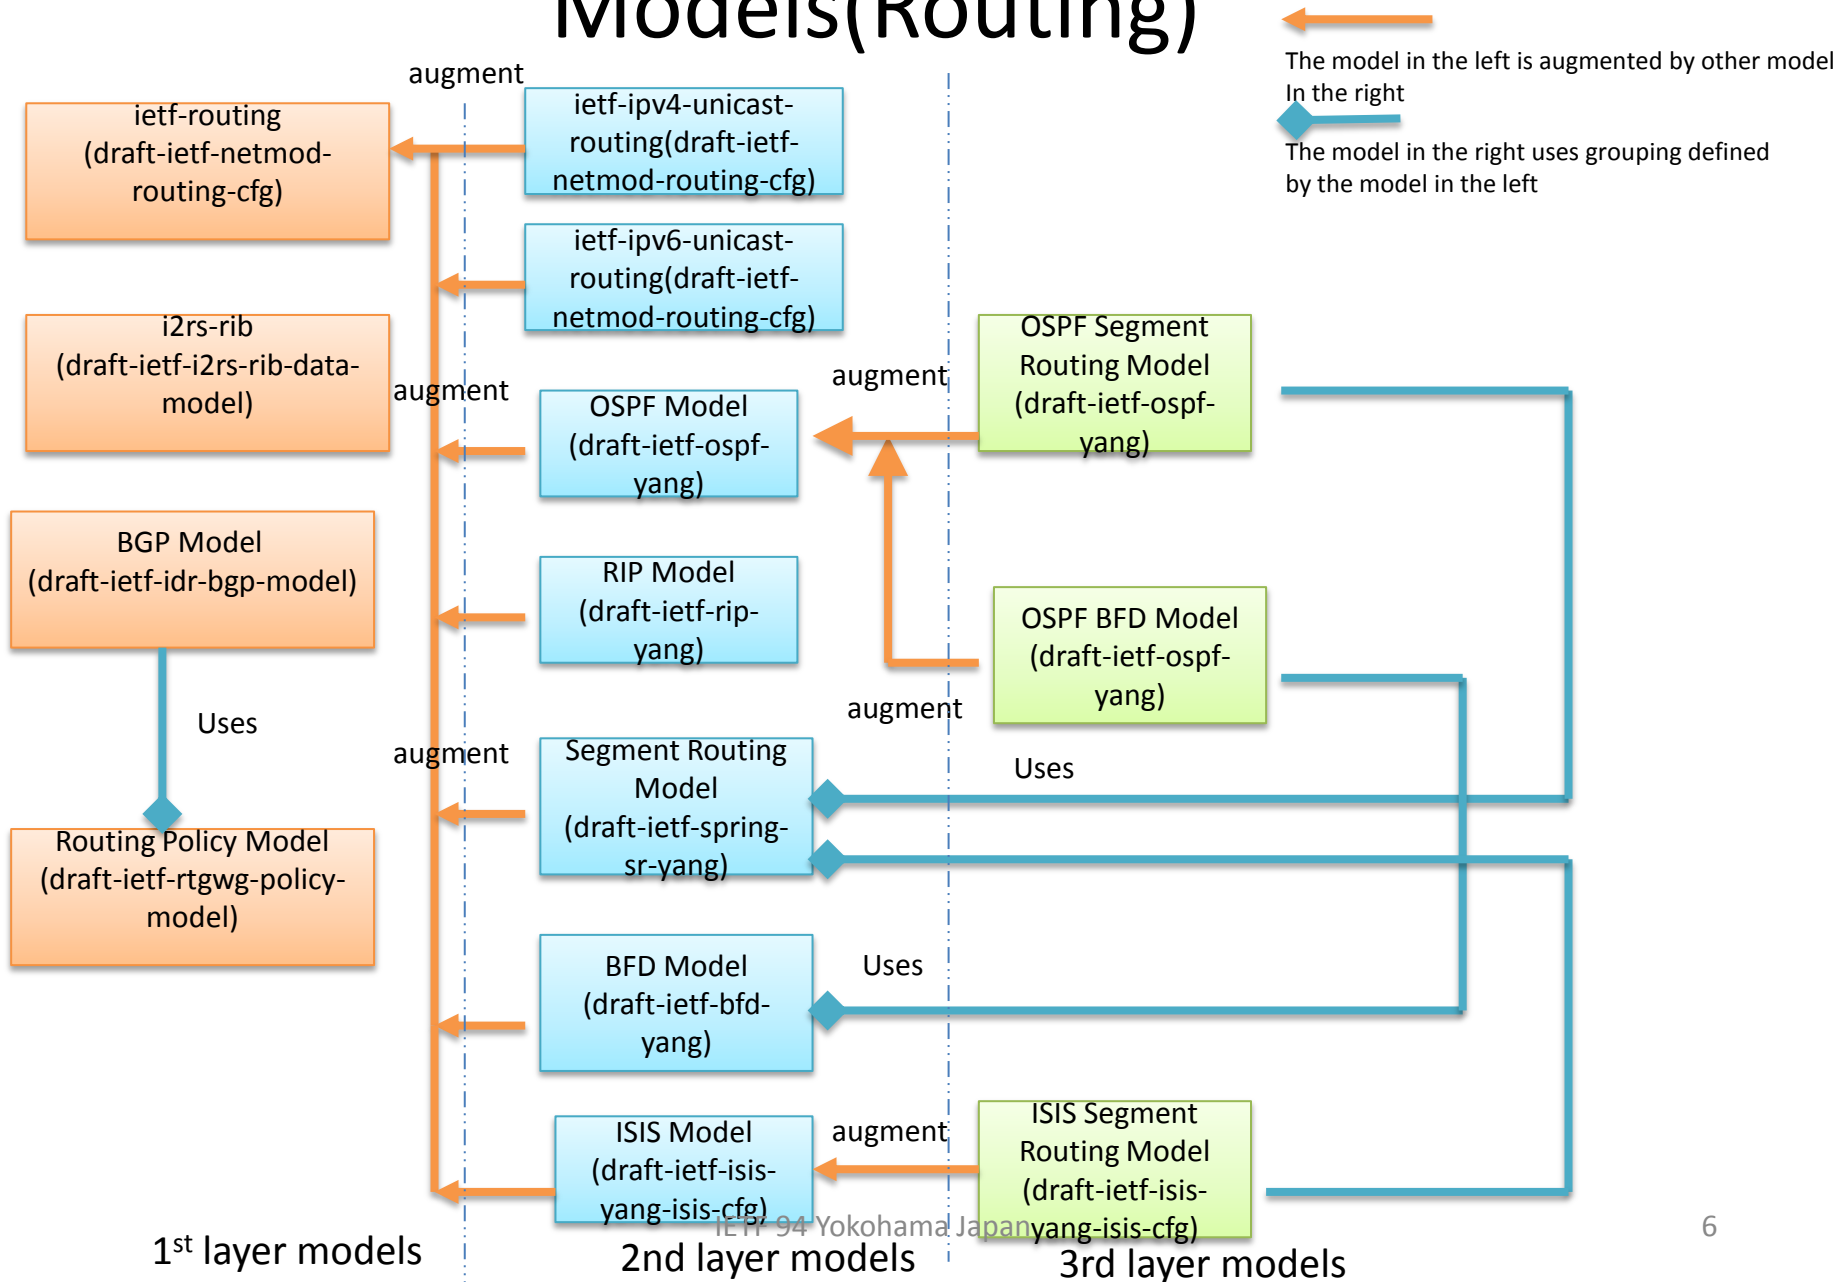 Models(Routing)
The model in the left is augmented by other model
In the right
The model in the right uses grouping defined
by the model in the left
augment
ietf-routing
(draft-ietf-netmod-
routing-cfg)
ietf-ipv4-unicast-
routing(draft-ietf-
netmod-routing-cfg)
ietf-ipv6-unicast-
routing(draft-ietf-
netmod-routing-cfg)
i2rs-rib
(draft-ietf-i2rs-rib-data-
model)
augment
OSPF Model
(draft-ietf-ospf-
yang)
augment
OSPF Segment
Routing Model
(draft-ietf-ospf-
yang)
BGP Model
(draft-ietf-idr-bgp-model)
RIP Model
(draft-ietf-rip-
yang)
OSPF BFD Model
(draft-ietf-ospf-
yang)
augment
Uses
augment
Segment Routing
Model
(draft-ietf-spring-
sr-yang)
Uses
Routing Policy Model
(draft-ietf-rtgwg-policy-
model)
BFD Model
(draft-ietf-bfd-
yang)
Uses
ISIS Model
(draft-ietf-isis-
yang-isis-cfg)
augment
ISIS Segment
Routing Model
(draft-ietf-isis-
yang-isis-cfg)
IETF 94 Yokohama Japan
6
1st layer models
2nd layer models
3rd layer models